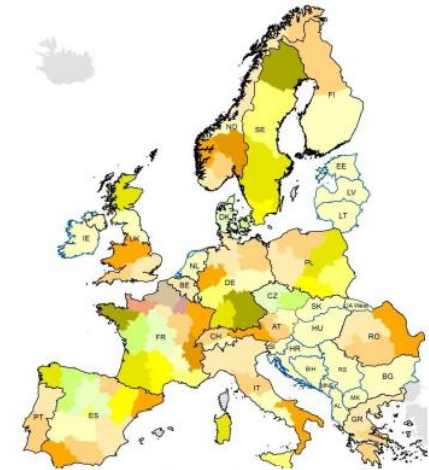 FI
NO
SE
EE
LV
DK
LT
IE
UK
NL
PL
BE
DE
CZ
SK
UA West
FR
CH
AT
HU
RO
HR
BiH
RS
BG
IT
MK
AL
PT
ES
GR